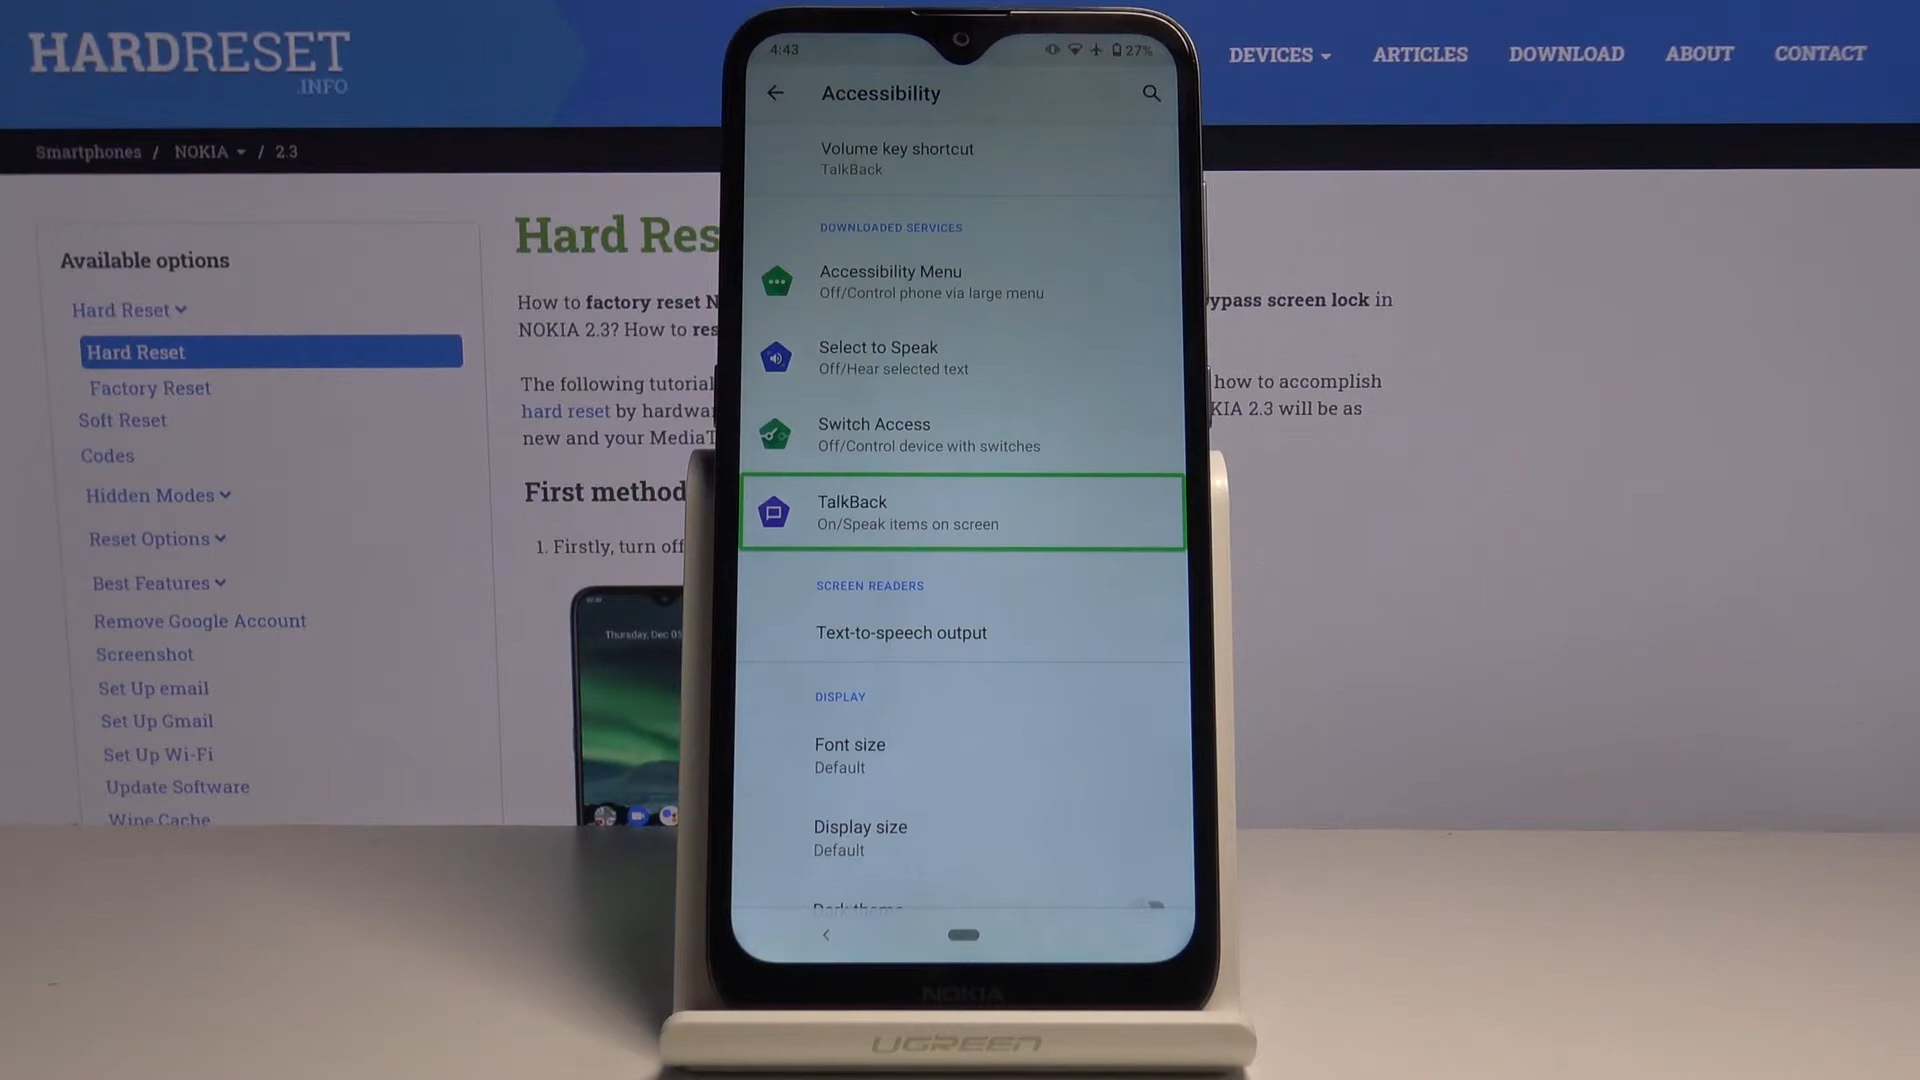 HARDRESET
.INFO
DEVICES
ARTICLES
DOWNLOAD
ABOUT
CONTACT
Smartphones / NOKIA / 2.3
Available options
Hard Reset
Hard Reset
Factory Reset
Soft Reset
Codes
Hidden Modes
Reset Options
Best Features
Remove Google Account
Screenshot
Set Up email
Set Up Gmail
Set Up Wi-Fi
Update Software
Wipe Cache
Hard Res
How to factory reset N
ypass screen lock in
NOKIA 2.3? How to res
The following tutorial
how to accomplish
hard reset by hardwar
KIA 2.3 will be as
new and your MediaT
First method
1. Firstly, turn off
Thursday, Dec 05
4:43
27%
Accessibility
Volume key shortcut
TalkBack
DOWNLOADED SERVICES
Accessibility Menu
Off/Control phone via large menu
Select to Speak
Off/Hear selected text
Switch Access
Off/Control device with switches
TalkBack
On/Speak items on screen
SCREEN READERS
Text-to-speech output
DISPLAY
Font size
Default
Display size
Default
Dark theme
NOKIA
UGREEN